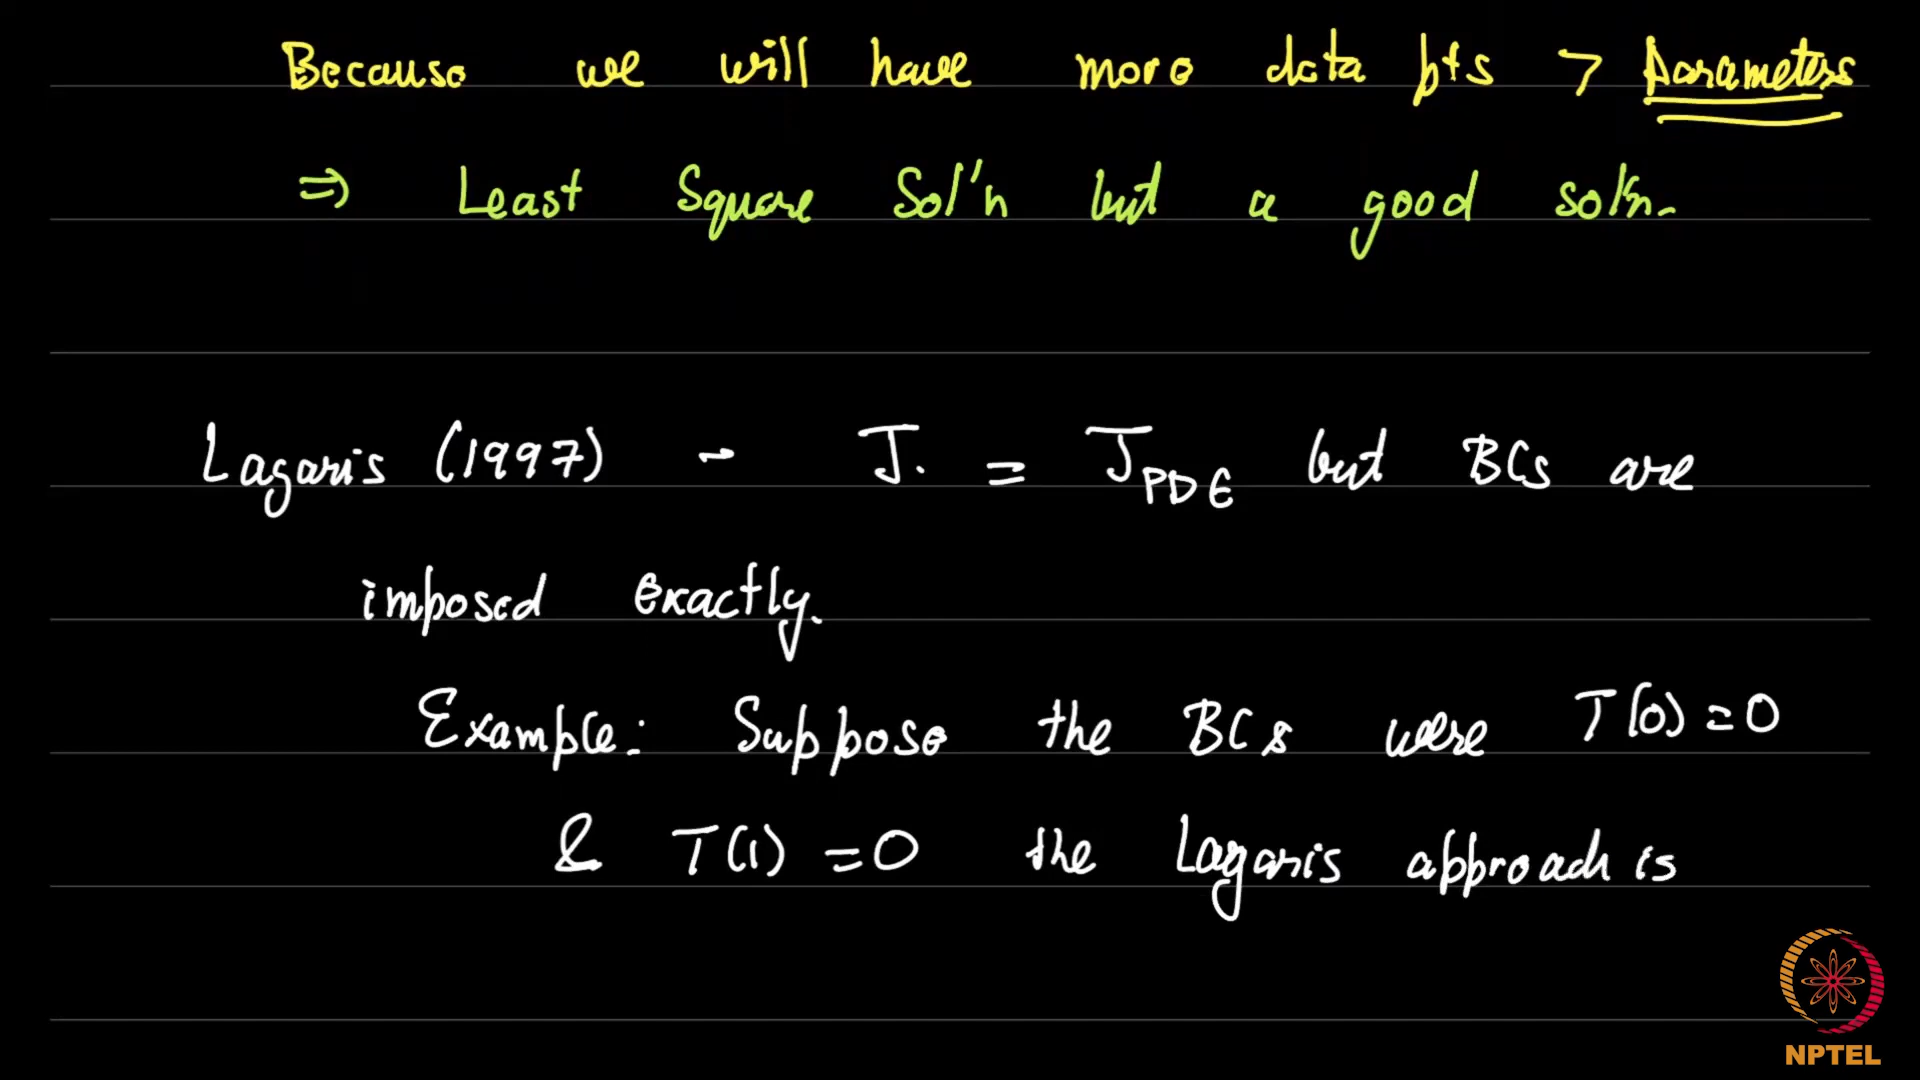 Because we will have more data pts > Parameters
⇒ Least Square Sol'n but a good sol'n.
Lagaris (1997) - J. = J_PDE but BCs are
imposed exactly.
Example: Suppose the BCs were T(0) = 0
& T(1) = 0 the Lagaris approach is
NPTEL